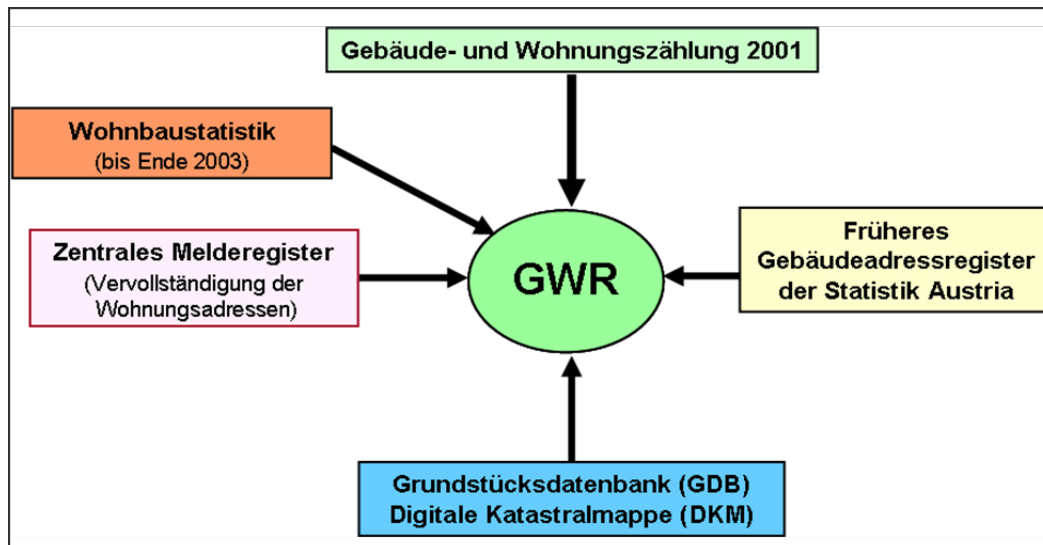 Gebäude- und Wohnungszählung 2001
Wohnbaustatistik
(bis Ende 2003)
Zentrales Melderegister
(Vervollständigung der
Wohnungsadressen)
GWR
Früheres
Gebäudeadressregister
der Statistik Austria
Grundstücksdatenbank (GDB)
Digitale Katastralmappe (DKM)